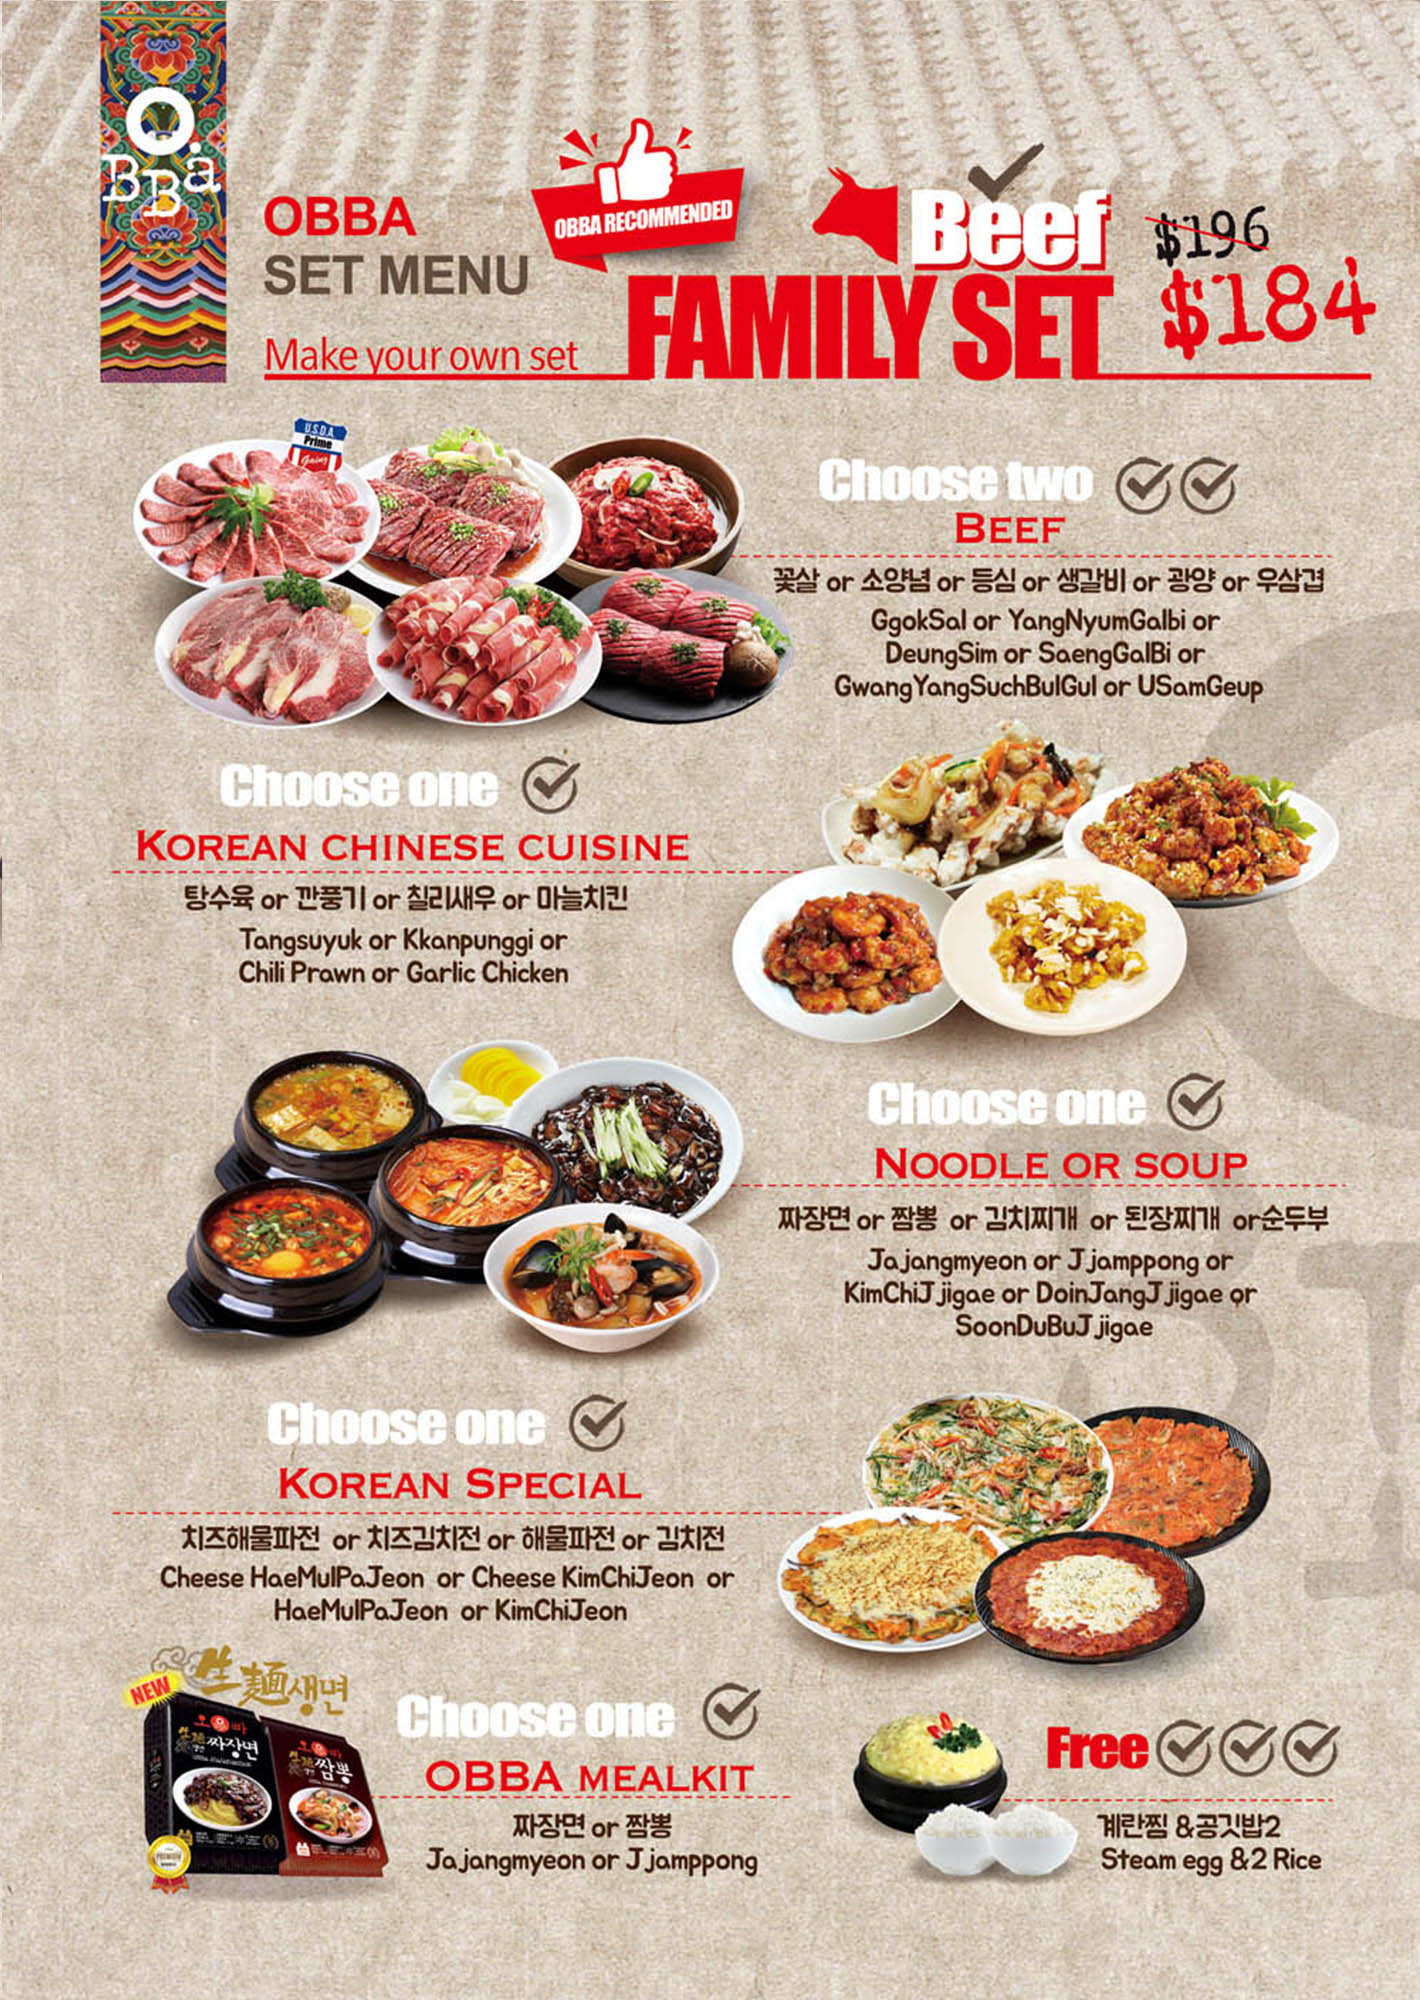 O.
BBa
OBBA
SET MENU
Make your own set
OBBA RECOMMENDED
Beef
FAMILY SET
$196
$184
U.S.D.A
Prime
Choose two
BEEF
꽃살 or 소양념 or 등심 or 생갈비 or 광양 or 우삼겹
GgokSal or YangNyumGalbi or
DeungSim or SaengGalBi or
GwangYangSuchBulGul or USamGeup
Choose one
KOREAN CHINESE CUISINE
탕수육 or 깐풍기 or 칠리새우 or 마늘치킨
Tangsuyuk or Kkanpunggi or
Chili Prawn or Garlic Chicken
Choose one
NOODLE OR SOUP
짜장면 or 짬뽕 or 김치찌개 or 된장찌개 or순두부
Jajangmyeon or Jjamppong or
KimChiJjigae or DoinJangJjigae or
SoonDuBuJjigae
Choose one
KOREAN SPECIAL
치즈해물파전 or 치즈김치전 or 해물파전 or 김치전
Cheese HaeMulPaJeon or Cheese KimChiJeon or
HaeMulPaJeon or KimChiJeon
NEW
生麵생면
오빠
짜장면
오빠
짬뽕
PREMIUM
Choose one
OBBA MEALKIT
짜장면 or 짬뽕
Jajangmyeon or Jjamppong
Free
계란찜 &공깃밥2
Steam egg &2 Rice